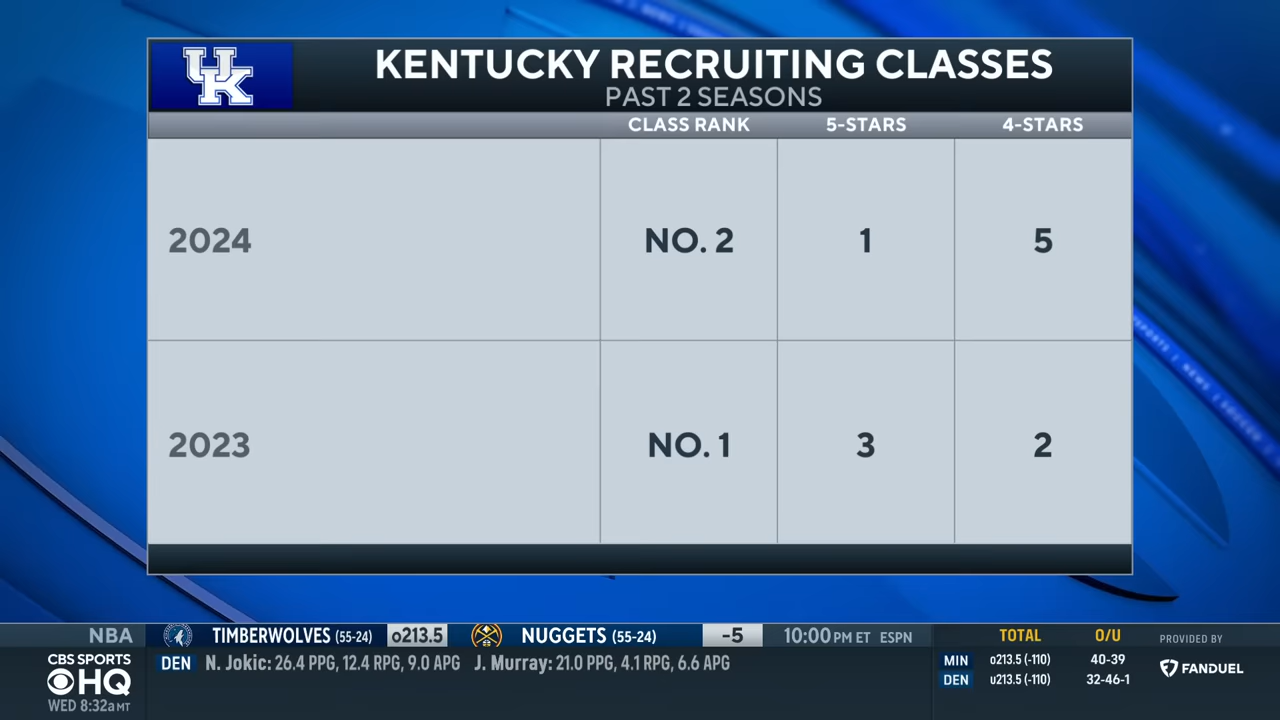 UK
KENTUCKY RECRUITING CLASSES
PAST 2 SEASONS
CLASS RANK 5-STARS 4-STARS
2024 NO. 2 1 5
2023 NO. 1 3 2
NBA TIMBERWOLVES (55-24) o213.5 NUGGETS (55-24) -5 10:00 PM ET ESPN
DEN N. Jokic: 26.4 PPG, 12.4 RPG, 9.0 APG J. Murray: 21.0 PPG, 4.1 RPG, 6.6 APG
CBS SPORTS
HQ
WED 8:32a MT
TOTAL O/U
MIN o213.5 (-110) 40-39
DEN u213.5 (-110) 32-46-1
PROVIDED BY
FANDUEL
SPORTS | NEWS | SOCCER